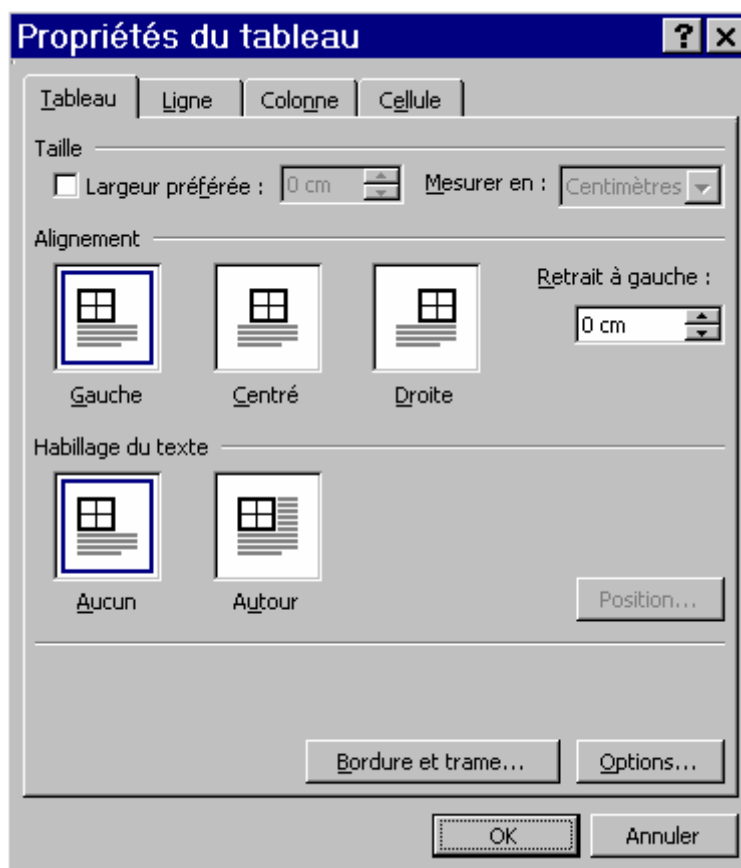 Propriétés du tableau
Tableau Ligne Colonne Cellule
Taille
Largeur préférée : 0 cm Mesurer en : Centimètres
Alignement
Retrait à gauche :
0 cm
Gauche Centré Droite
Habillage du texte
Aucun Autour Position...
Bordure et trame... Options...
OK Annuler